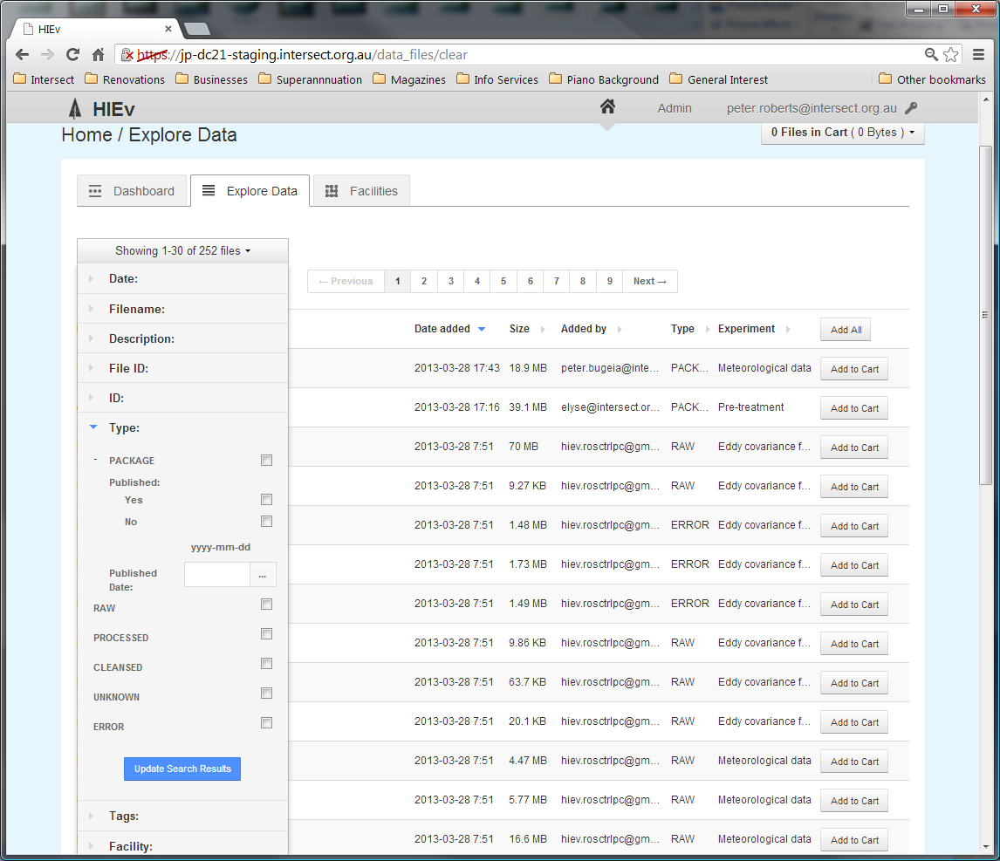 HIEv
https://jp-dc21-staging.intersect.org.au/data_files/clear
Intersect Renovations Businesses Superannnuation Magazines Info Services Piano Background General Interest Other bookmarks
HIEv Admin peter.roberts@intersect.org.au
Home / Explore Data 0 Files in Cart ( 0 Bytes )
Dashboard Explore Data Facilities
Showing 1-30 of 252 files
Date:
Filename:
Description:
File ID:
ID:
Type:
- PACKAGE
Published:
Yes
No
yyyy-mm-dd
Published
Date:
...
RAW
PROCESSED
CLEANSED
UNKNOWN
ERROR
Update Search Results
Tags:
Facility:
← Previous 1 2 3 4 5 6 7 8 9 Next →
Date added Size Added by Type Experiment Add All
2013-03-28 17:43 18.9 MB peter.bugeia@inte... PACK... Meteorological data Add to Cart
2013-03-28 17:16 39.1 MB elyse@intersect.or... PACK... Pre-treatment Add to Cart
2013-03-28 7:51 70 MB hiev.rosctrlpc@gm... RAW Eddy covariance f... Add to Cart
2013-03-28 7:51 9.27 KB hiev.rosctrlpc@gm... RAW Eddy covariance f... Add to Cart
2013-03-28 7:51 1.48 MB hiev.rosctrlpc@gm... ERROR Eddy covariance f... Add to Cart
2013-03-28 7:51 1.73 MB hiev.rosctrlpc@gm... ERROR Eddy covariance f... Add to Cart
2013-03-28 7:51 1.49 MB hiev.rosctrlpc@gm... ERROR Eddy covariance f... Add to Cart
2013-03-28 7:51 9.86 KB hiev.rosctrlpc@gm... RAW Eddy covariance f... Add to Cart
2013-03-28 7:51 63.7 KB hiev.rosctrlpc@gm... RAW Eddy covariance f... Add to Cart
2013-03-28 7:51 20.1 KB hiev.rosctrlpc@gm... RAW Eddy covariance f... Add to Cart
2013-03-28 7:51 4.47 MB hiev.rosctrlpc@gm... RAW Meteorological data Add to Cart
2013-03-28 7:51 5.77 MB hiev.rosctrlpc@gm... RAW Meteorological data Add to Cart
2013-03-28 7:51 16.6 MB hiev.rosctrlpc@gm... RAW Meteorological data Add to Cart